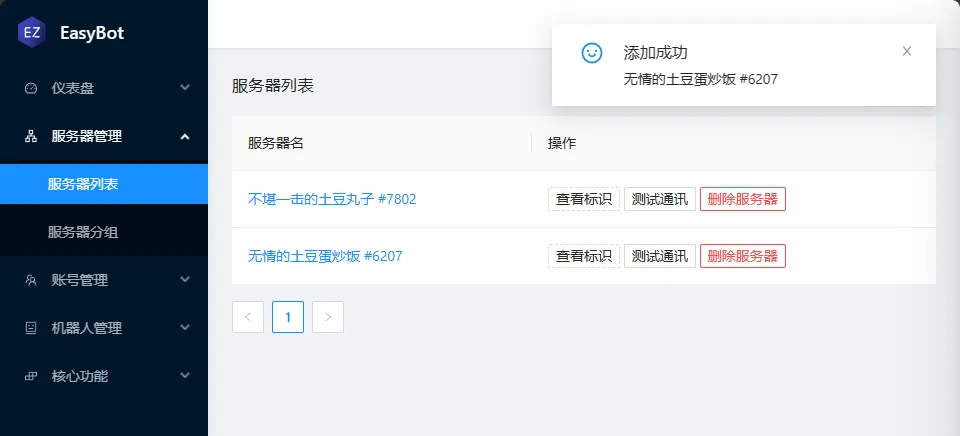 EZ EasyBot
仪表盘
服务器管理
服务器列表
服务器分组
账号管理
机器人管理
核心功能
添加成功
无情的土豆蛋炒饭 #6207
服务器列表
服务器名 操作
不堪一击的土豆丸子 #7802 查看标识 测试通讯 删除服务器
无情的土豆蛋炒饭 #6207 查看标识 测试通讯 删除服务器
< 1 >